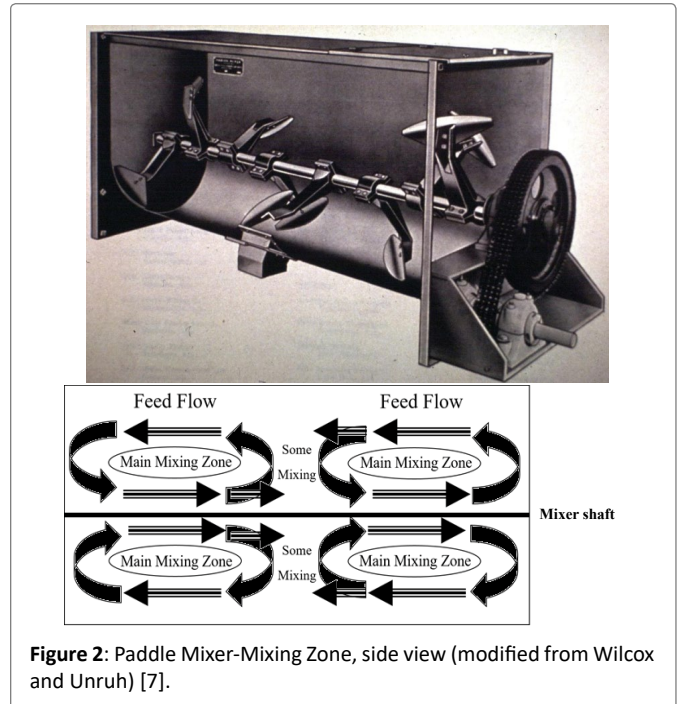 Feed Flow
Feed Flow
Main Mixing Zone
Some
Mixing
Main Mixing Zone
Mixer shaft
Main Mixing Zone
Some
Mixing
Main Mixing Zone
Figure 2: Paddle Mixer-Mixing Zone, side view (modified from Wilcox
and Unruh) [7].